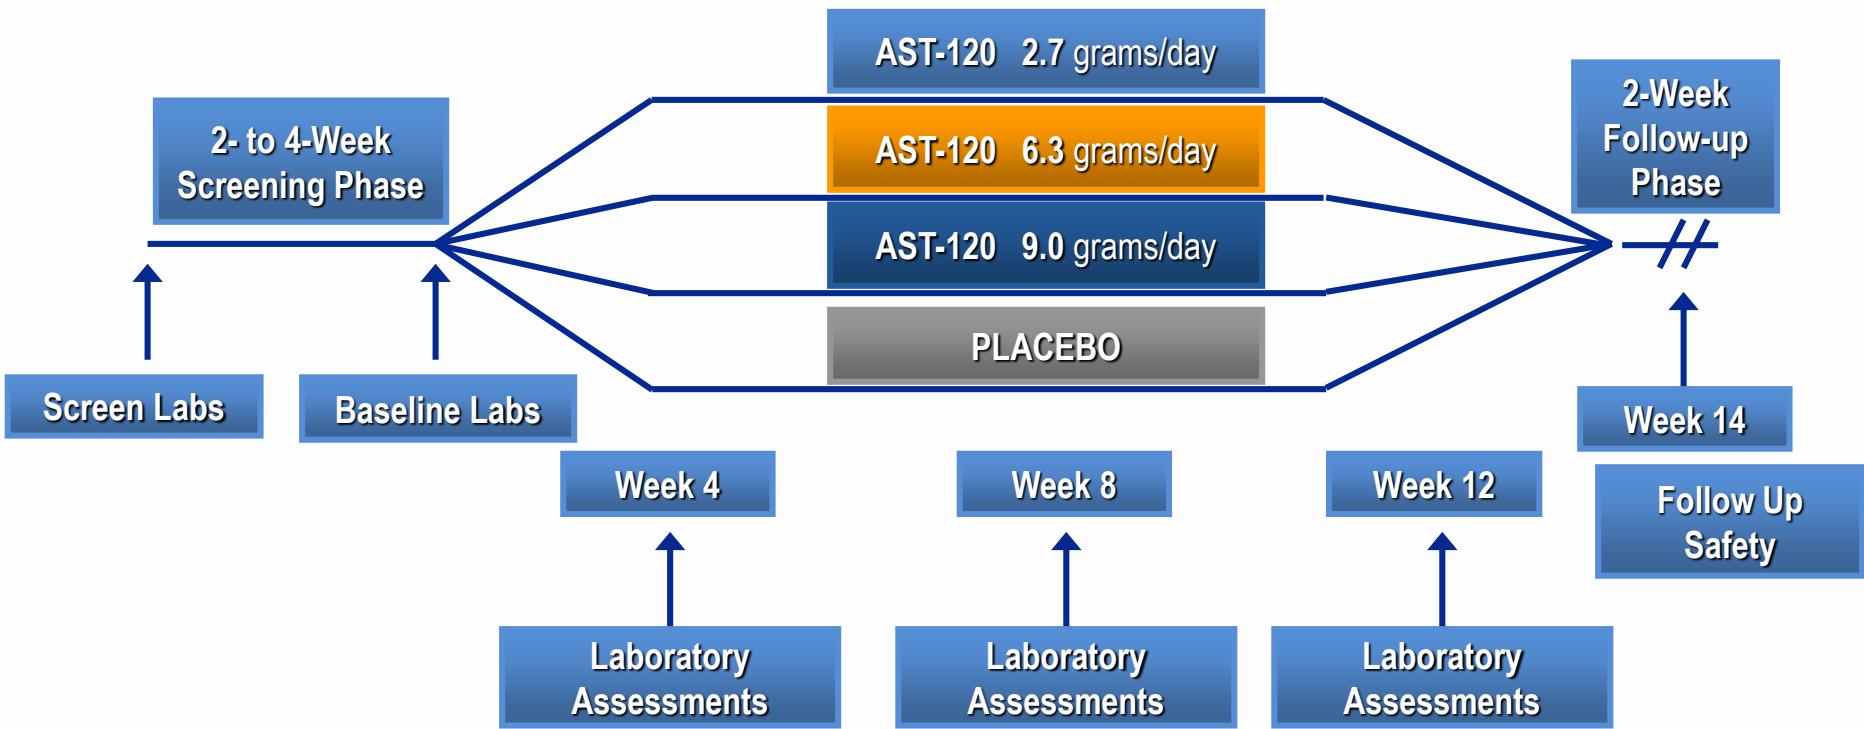 AST-120 2.7 grams/day
2- to 4-Week
Screening Phase
AST-120 6.3 grams/day
AST-120 9.0 grams/day
PLACEBO
2-Week
Follow-up
Phase
Screen Labs
Baseline Labs
Week 4
Week 8
Week 12
Week 14
Follow Up
Safety
Laboratory
Assessments
Laboratory
Assessments
Laboratory
Assessments